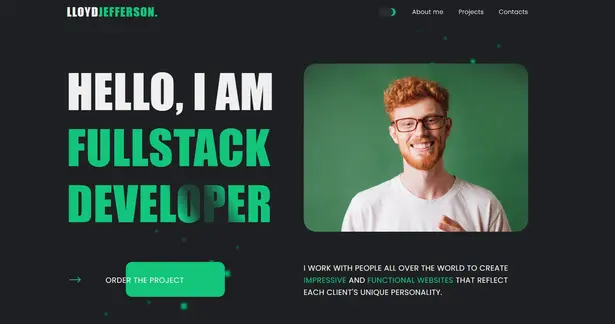 LLOYDJEFFERSON.
About me Projects Contacts
HELLO, I AM
FULLSTACK
DEVELOPER
ORDER THE PROJECT
I WORK WITH PEOPLE ALL OVER THE WORLD TO CREATE
IMPRESSIVE AND FUNCTIONAL WEBSITES THAT REFLECT
EACH CLIENT'S UNIQUE PERSONALITY.